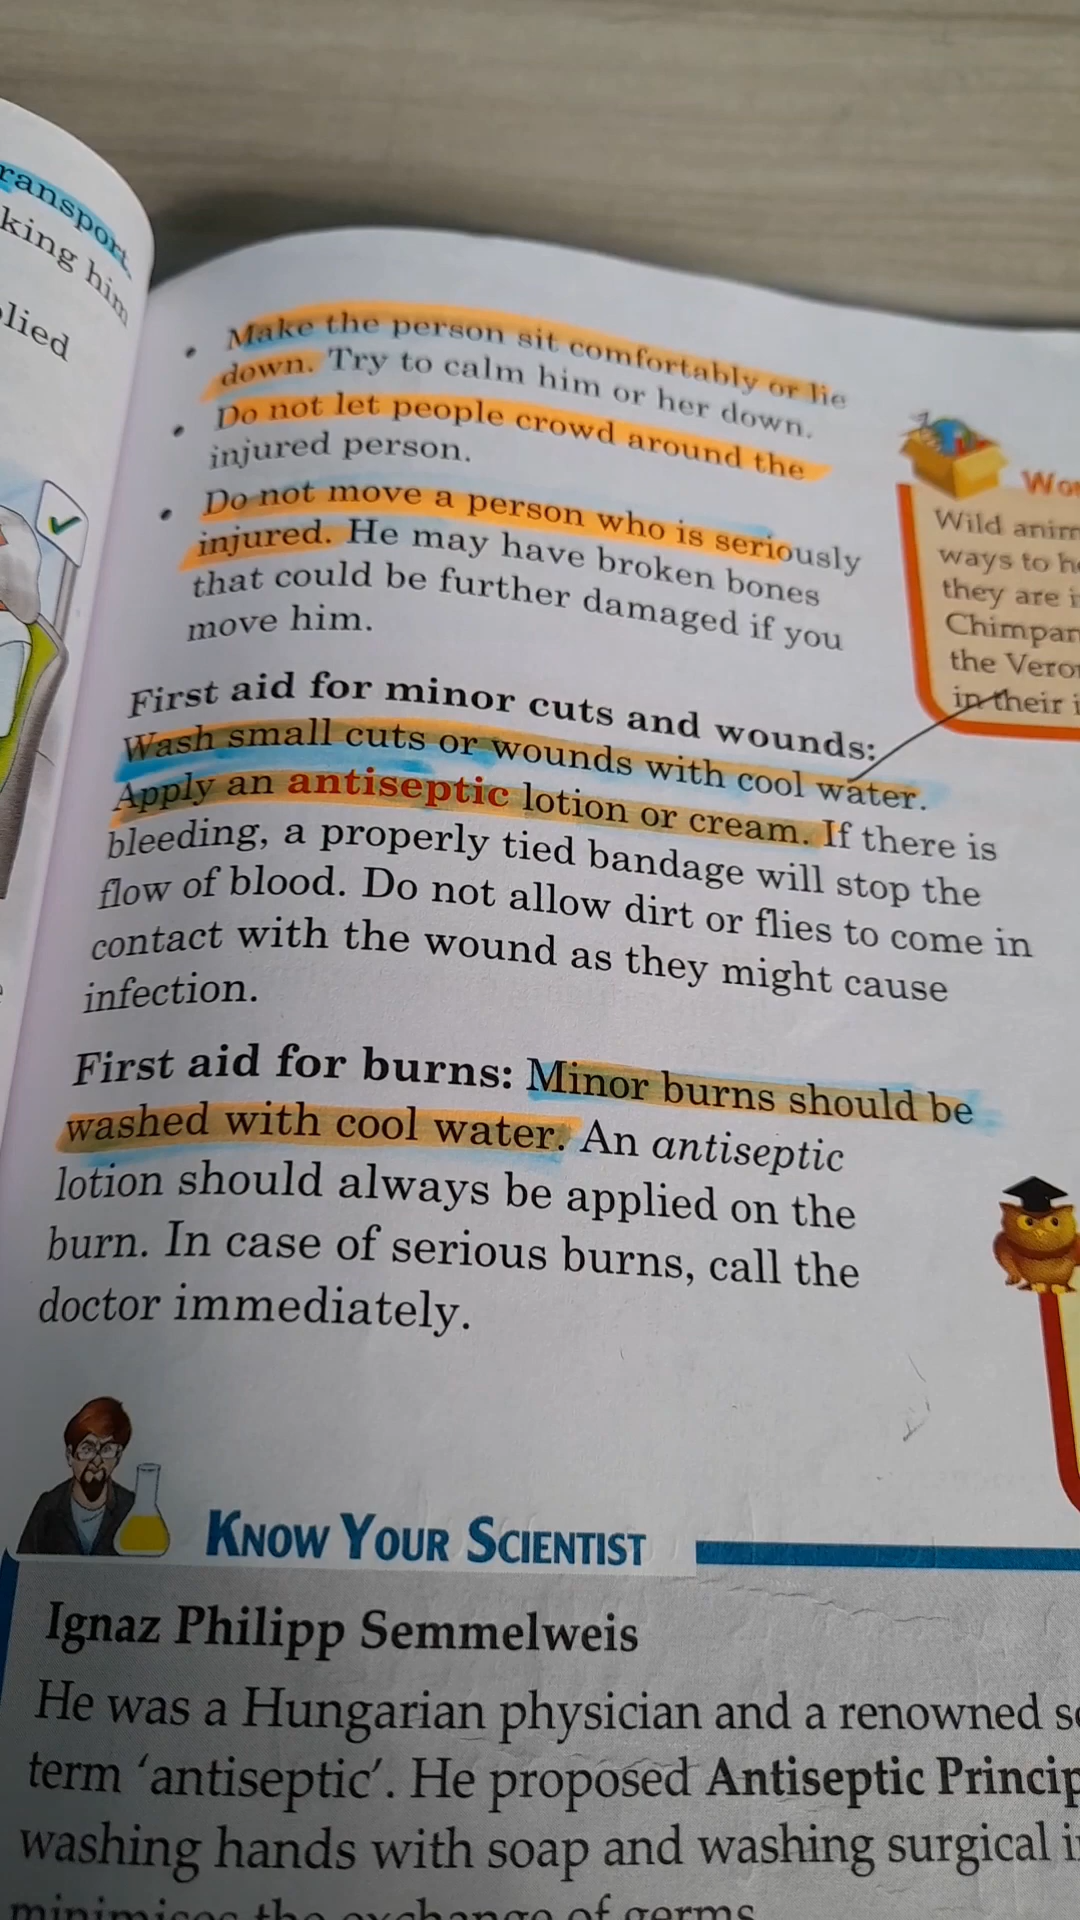 ransport.
king him
lied
• Make the person sit comfortably or lie
down. Try to calm him or her down.
• Do not let people crowd around the
injured person.
• Do not move a person who is seriously
injured. He may have broken bones
that could be further damaged if you
move him.
First aid for minor cuts and wounds:
Wash small cuts or wounds with cool water.
Apply an antiseptic lotion or cream. If there is
bleeding, a properly tied bandage will stop the
flow of blood. Do not allow dirt or flies to come in
contact with the wound as they might cause
infection.
First aid for burns: Minor burns should be
washed with cool water. An antiseptic
lotion should always be applied on the
burn. In case of serious burns, call the
doctor immediately.
Wo
Wild anim
ways to h
they are i
Chimpan
the Vero
in their i
KNOW YOUR SCIENTIST
Ignaz Philipp Semmelweis
He was a Hungarian physician and a renowned s
term ‘antiseptic’. He proposed Antiseptic Princip
washing hands with soap and washing surgical i
minimises the exchange of germs